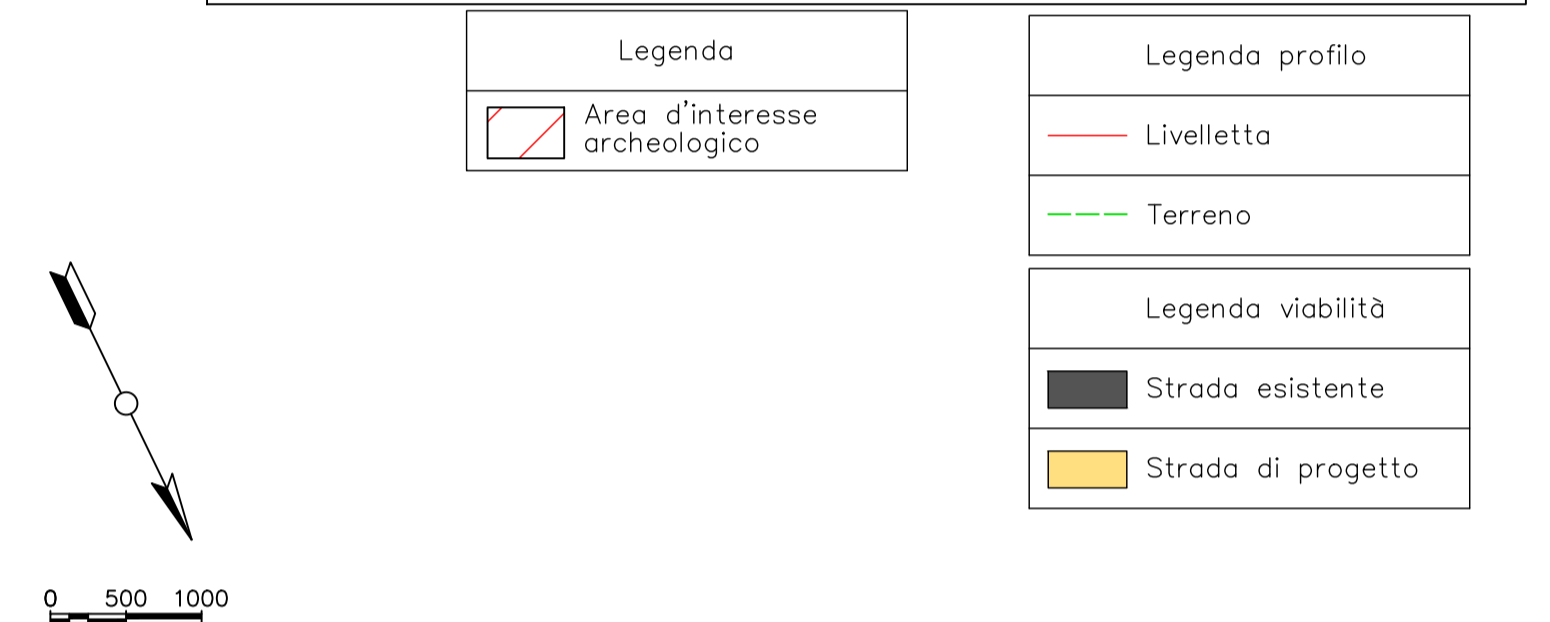 Legenda
Area d'interesse
archeologico
Legenda profilo
Livelletta
Terreno
Legenda viabilità
Strada esistente
Strada di progetto
0 500 1000